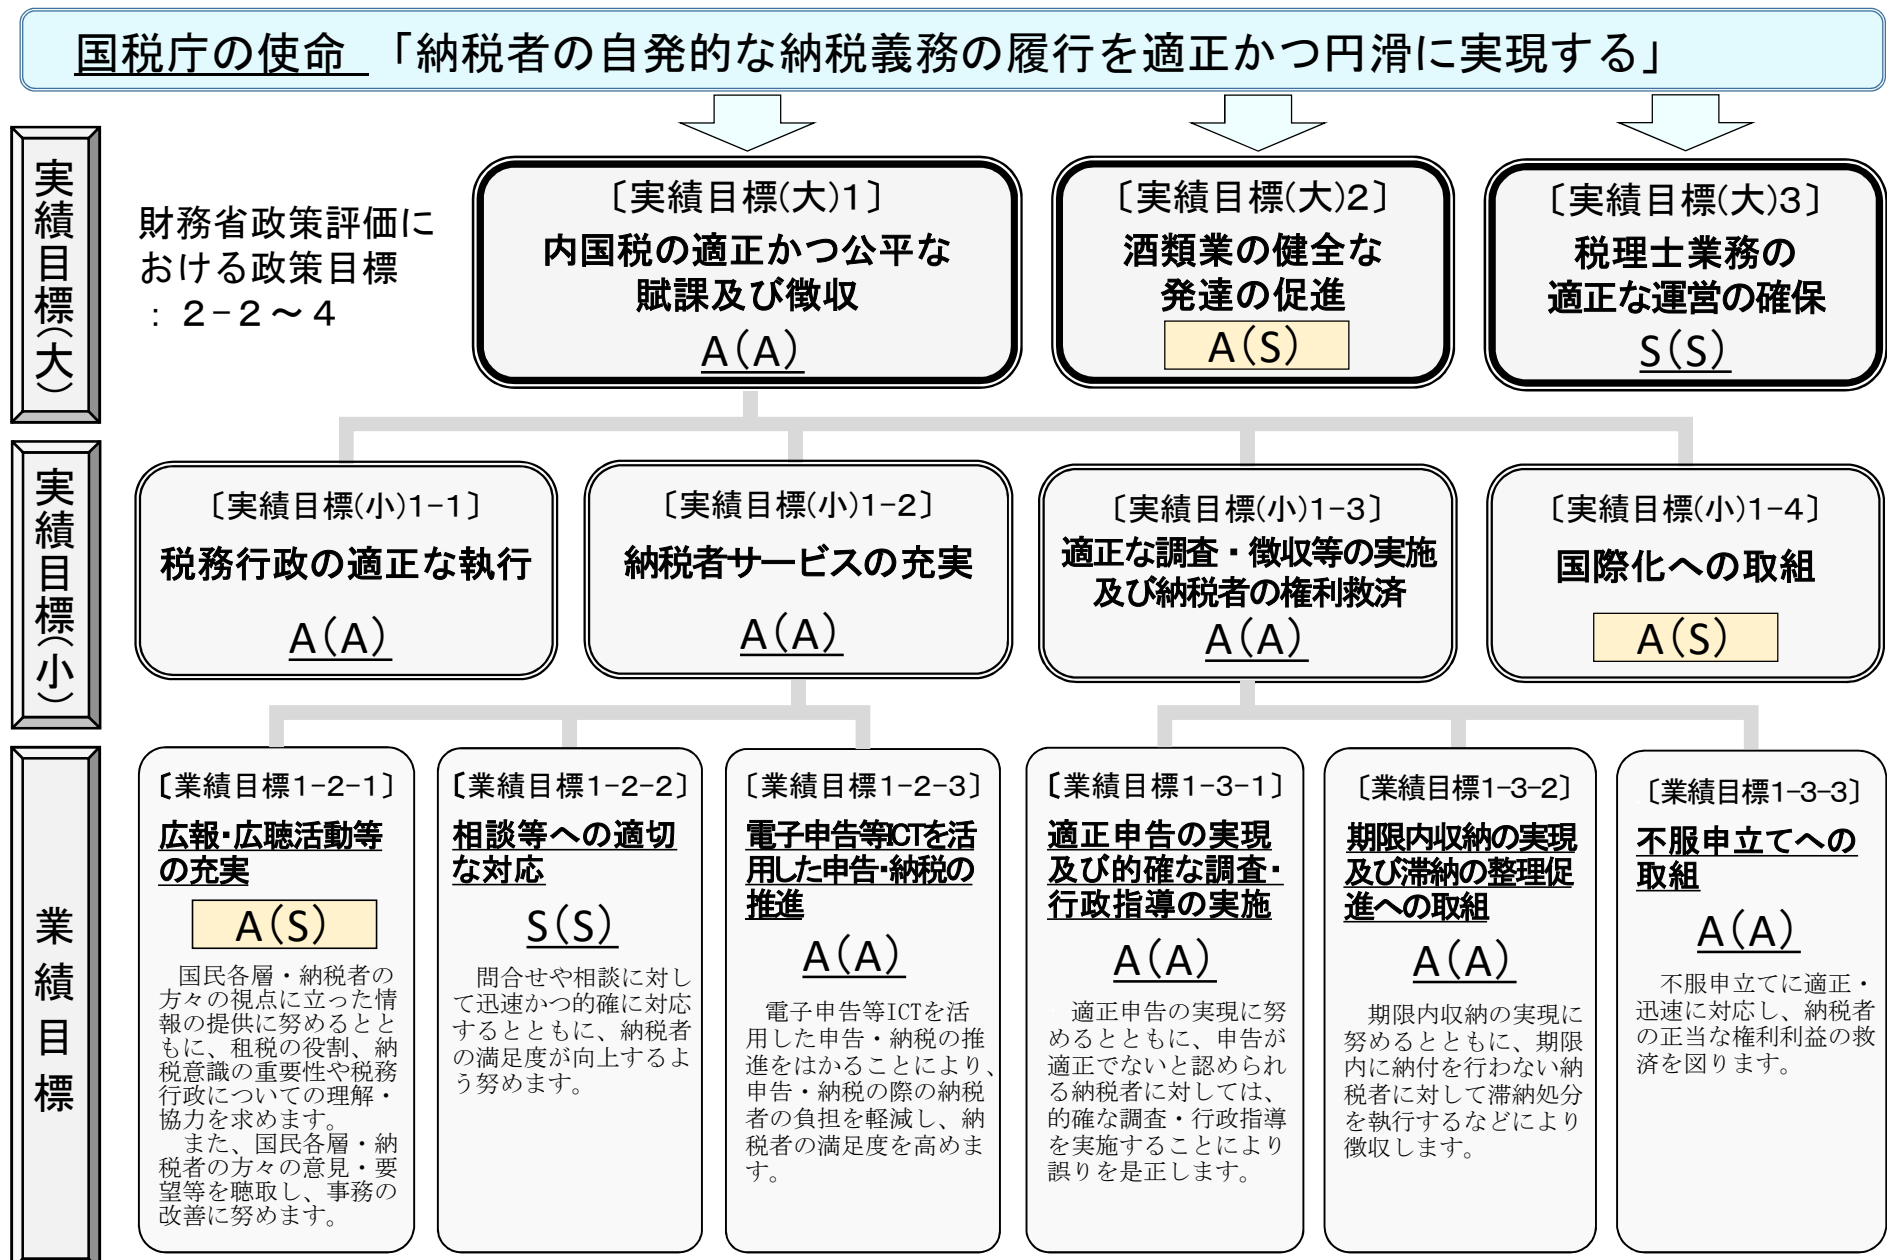 国税庁の使命 「納税者の自発的な納税義務の履行を適正かつ円滑に実現する」
実績目標(大)
財務省政策評価に
おける政策目標
：２−２～４
〔実績目標(大)1〕
内国税の適正かつ公平な
賦課及び徴収
A(A)
〔実績目標(大)2〕
酒類業の健全な
発達の促進
A(S)
〔実績目標(大)3〕
税理士業務の
適正な運営の確保
S(S)
実績目標(小)
〔実績目標(小)1-1〕
税務行政の適正な執行
A(A)
〔実績目標(小)1-2〕
納税者サービスの充実
A(A)
〔実績目標(小)1-3〕
適正な調査・徴収等の実施
及び納税者の権利救済
A(A)
〔実績目標(小)1-4〕
国際化への取組
A(S)
業績目標
〔業績目標1-2-1〕
広報・広聴活動等
の充実
A(S)
国民各層・納税者の
方々の視点に立った情
報の提供に努めるとと
もに、租税の役割、納
税意識の重要性や税務
行政についての理解・
協力を求めます。
また、国民各層・納
税者の方々の意見・要
望等を聴取し、事務の
改善に努めます。
〔業績目標1-2-2〕
相談等への適切
な対応
S(S)
問合せや相談に対し
て迅速かつ的確に対応
するとともに、納税者
の満足度が向上するよ
う努めます。
〔業績目標1-2-3〕
電子申告等ICTを活
用した申告・納税の
推進
A(A)
電子申告等ICTを活
用した申告・納税の推
進をはかることにより、
申告・納税の際の納税
者の負担を軽減し、納
税者の満足度を高めま
す。
〔業績目標1-3-1〕
適正申告の実現
及び的確な調査・
行政指導の実施
A(A)
適正申告の実現に努
めるとともに、申告が
適正でないと認められ
る納税者に対しては、
的確な調査・行政指導
を実施することにより
誤りを是正します。
〔業績目標1-3-2〕
期限内収納の実現
及び滞納の整理促
進への取組
A(A)
期限内収納の実現に
努めるとともに、期限
内に納付を行わない納
税者に対して滞納処分
を執行するなどにより
徴収します。
〔業績目標1-3-3〕
不服申立てへの
取組
A(A)
不服申立てに適正・
迅速に対応し、納税者
の正当な権利利益の救
済を図ります。